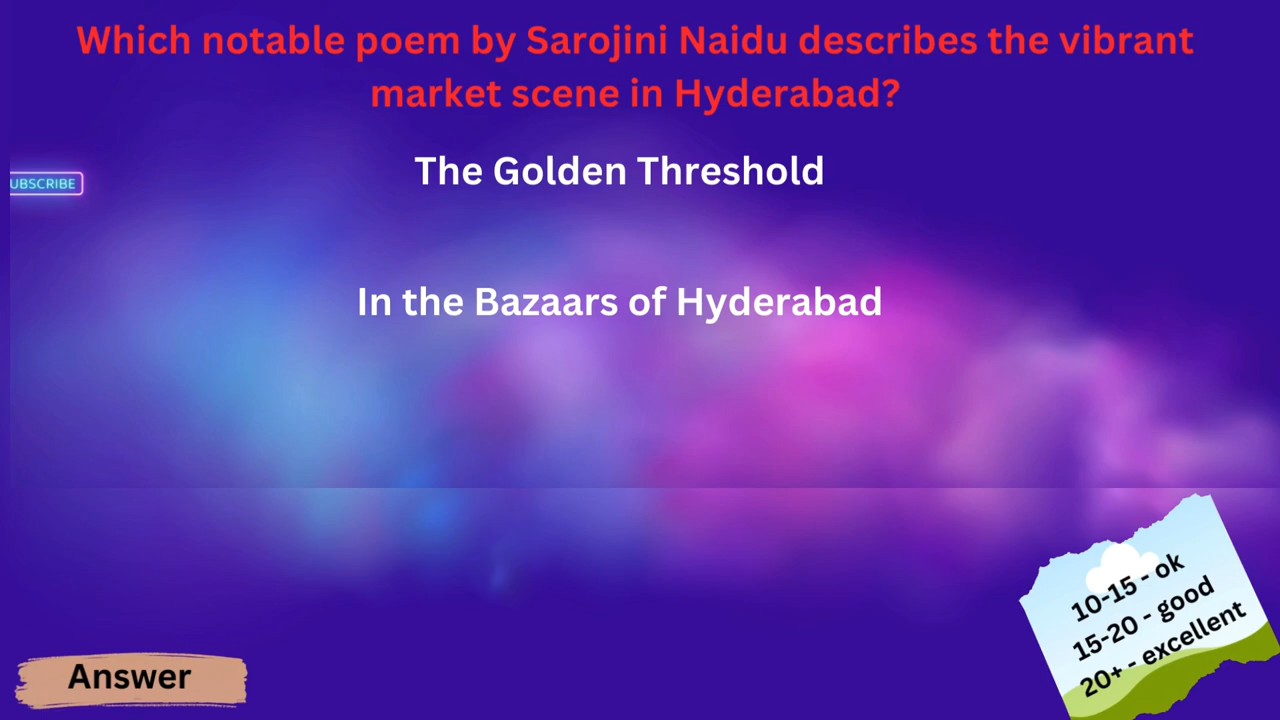 Which notable poem by Sarojini Naidu describes the vibrant
market scene in Hyderabad?
The Golden Threshold
UBSCRIBE
In the Bazaars of Hyderabad
10-15 - ok
15-20 - good
20+ - excellent
Answer